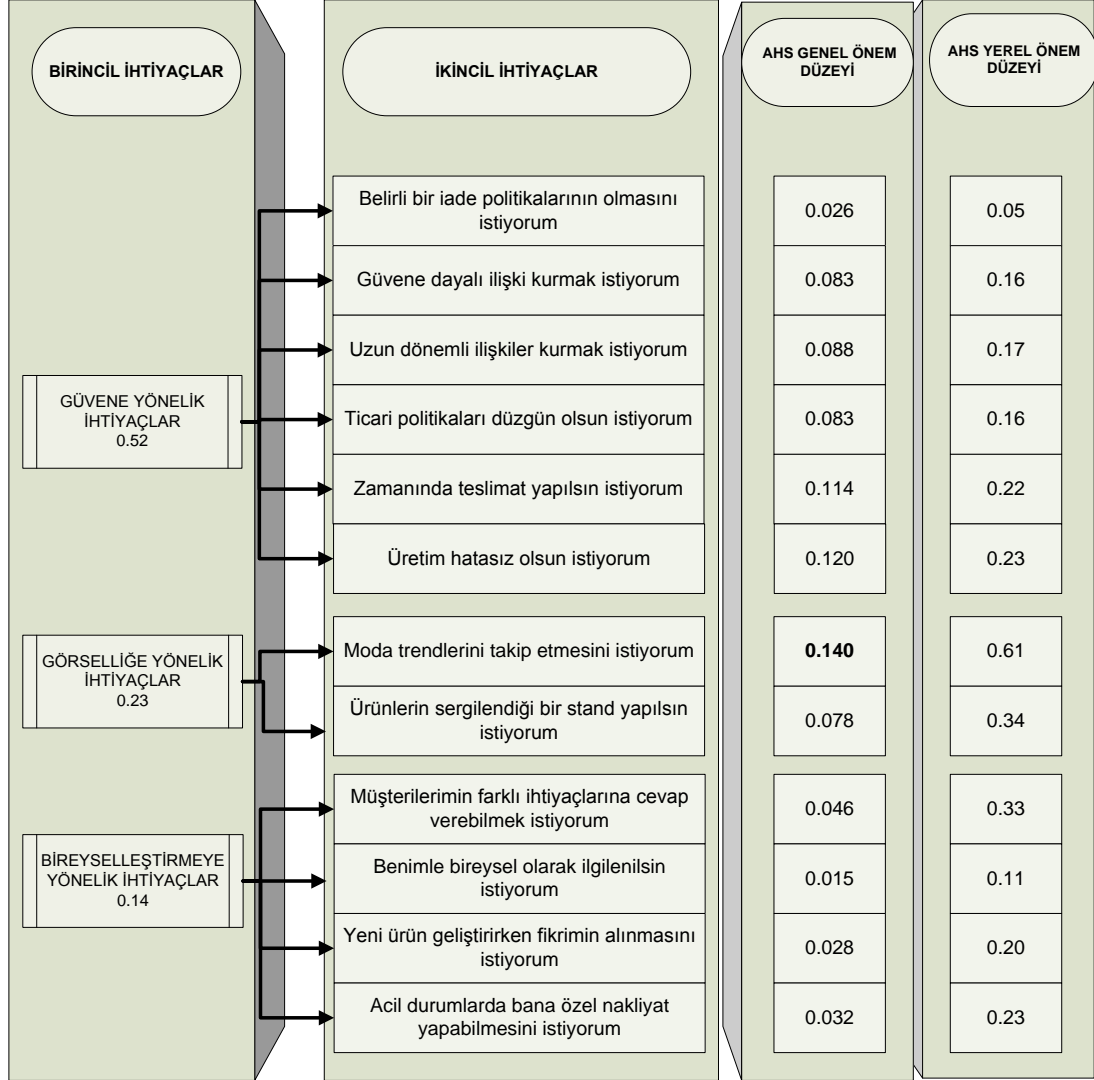 BİRİNCİL İHTİYAÇLAR
İKİNCİL İHTİYAÇLAR
AHS GENEL ÖNEM
DÜZEYİ
AHS YEREL ÖNEM
DÜZEYİ
GÜVENE YÖNELİK
İHTİYAÇLAR
0.52
Belirli bir iade politikalarının olmasını
istiyorum
0.026
0.05
Güvene dayalı ilişki kurmak istiyorum
0.083
0.16
Uzun dönemli ilişkiler kurmak istiyorum
0.088
0.17
Ticari politikaları düzgün olsun istiyorum
0.083
0.16
Zamanında teslimat yapılsın istiyorum
0.114
0.22
Üretim hatasız olsun istiyorum
0.120
0.23
GÖRSELLİĞE YÖNELİK
İHTİYAÇLAR
0.23
Moda trendlerini takip etmesini istiyorum
0.140
0.61
Ürünlerin sergilendiği bir stand yapılsın
istiyorum
0.078
0.34
BİREYSELLEŞTİRMEYE
YÖNELİK İHTİYAÇLAR
0.14
Müşterilerimin farklı ihtiyaçlarına cevap
verebilmek istiyorum
0.046
0.33
Benimle bireysel olarak ilgilenilsin
istiyorum
0.015
0.11
Yeni ürün geliştirirken fikrimin alınmasını
istiyorum
0.028
0.20
Acil durumlarda bana özel nakliyat
yapabilmesini istiyorum
0.032
0.23